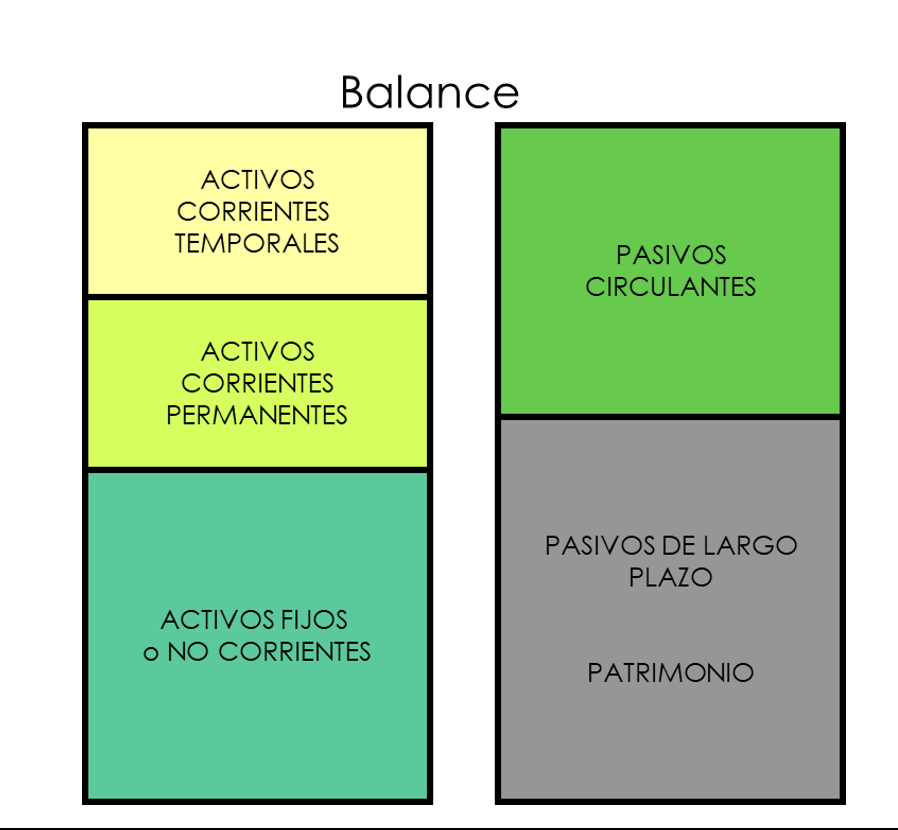 Balance
ACTIVOS
CORRIENTES
TEMPORALES
ACTIVOS
CORRIENTES
PERMANENTES
ACTIVOS FIJOS
o NO CORRIENTES
PASIVOS
CIRCULANTES
PASIVOS DE LARGO
PLAZO
PATRIMONIO